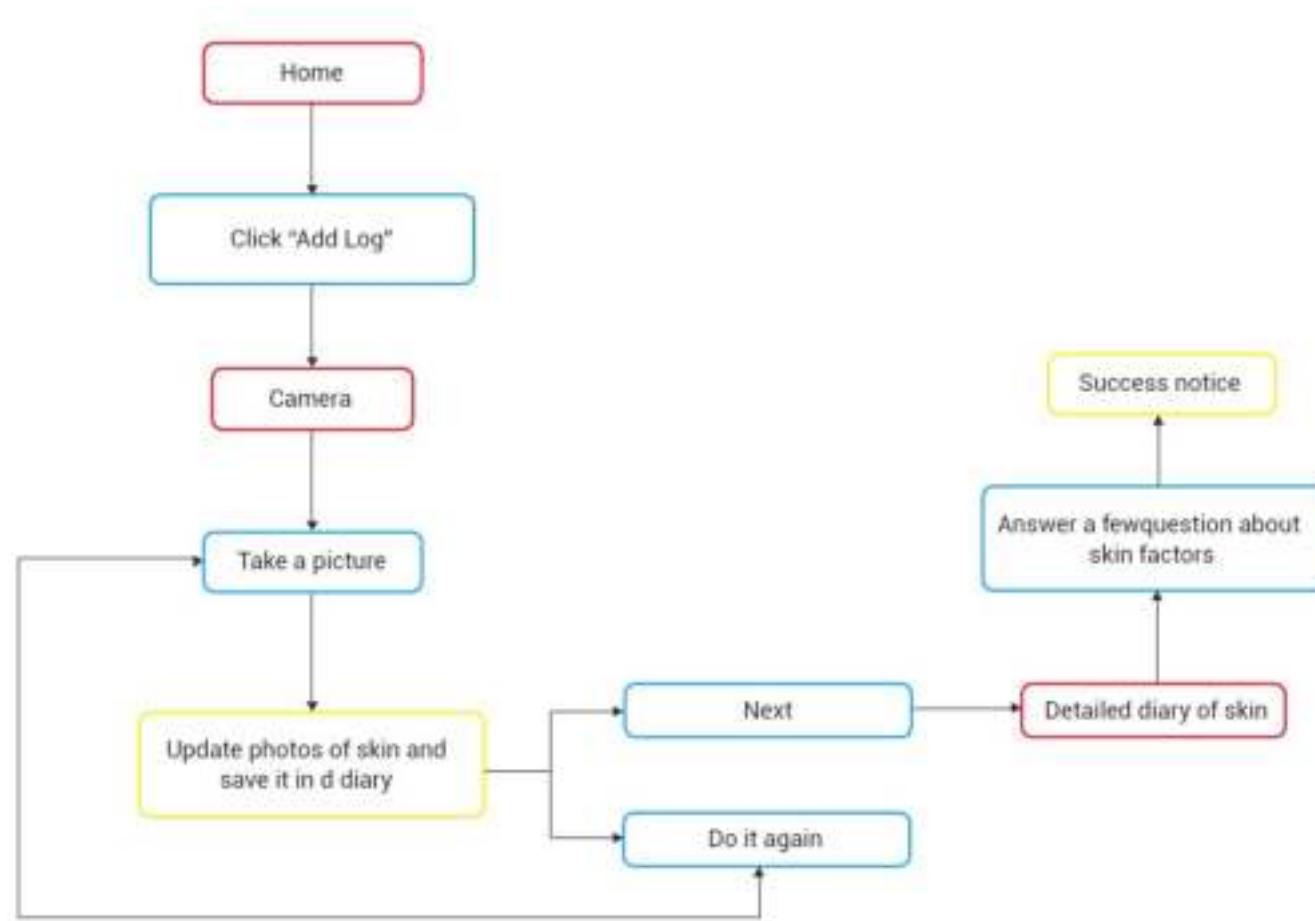 Home
Click “Add Log”
Camera
Success notice
Answer a fewquestion about
skin factors
Take a picture
Next
Detailed diary of skin
Update photos of skin and
save it in d diary
Do it again